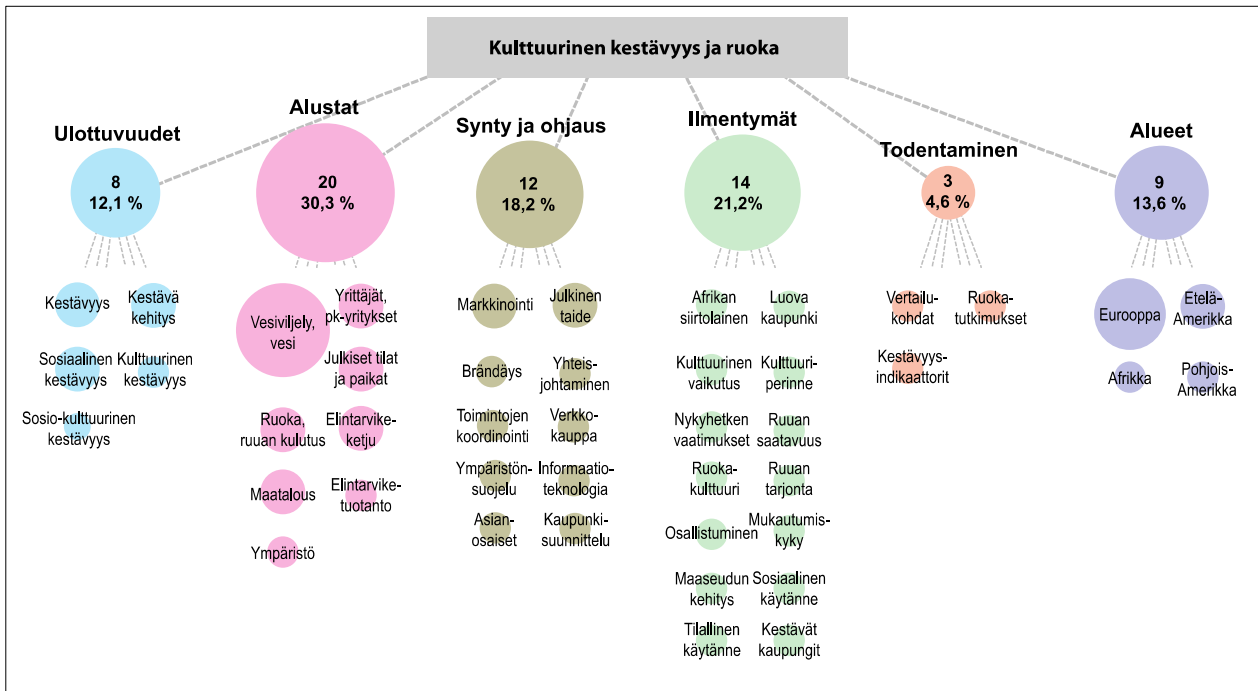 Kulttuurinen kestävyys ja ruoka
Ulottuvuudet
8
12,1 %
Kestävyys
Kestävä
kehitys
Sosiaalinen
kestävyys
Kulttuurinen
kestävyys
Sosio-kulttuurinen
kestävyys
Alustat
20
30,3 %
Vesiviljely,
vesi
Yrittäjät,
pk-yritykset
Julkiset tilat
ja paikat
Ruoka,
ruuan kulutus
Elintarvike-
ketju
Maatalous
Elintarvike-
tuotanto
Ympäristö
Synty ja ohjaus
12
18,2 %
Markkinointi
Julkinen
taide
Brändäys
Yhteis-
johtaminen
Toimintojen
koordinointi
Verkko-
kauppa
Ympäristön-
suojelu
Informaatio-
teknologia
Asian-
osaiset
Kaupunki-
suunnittelu
Ilmentymät
14
21,2%
Afrikan
siirtolainen
Luova
kaupunki
Kulttuurinen
vaikutus
Kulttuuri-
perinne
Nykyhetken
vaatimukset
Ruuan
saatavuus
Ruoka-
kulttuuri
Ruuan
tarjonta
Osallistuminen
Mukautumis-
kyky
Maaseudun
kehitys
Sosiaalinen
käytänne
Tilallinen
käytänne
Kestävät
kaupungit
Todentaminen
3
4,6 %
Vertailu-
kohdat
Ruoka-
tutkimukset
Kestävyys-
indikaattorit
Alueet
9
13,6 %
Eurooppa
Etelä-
Amerikka
Afrikka
Pohjois-
Amerikka